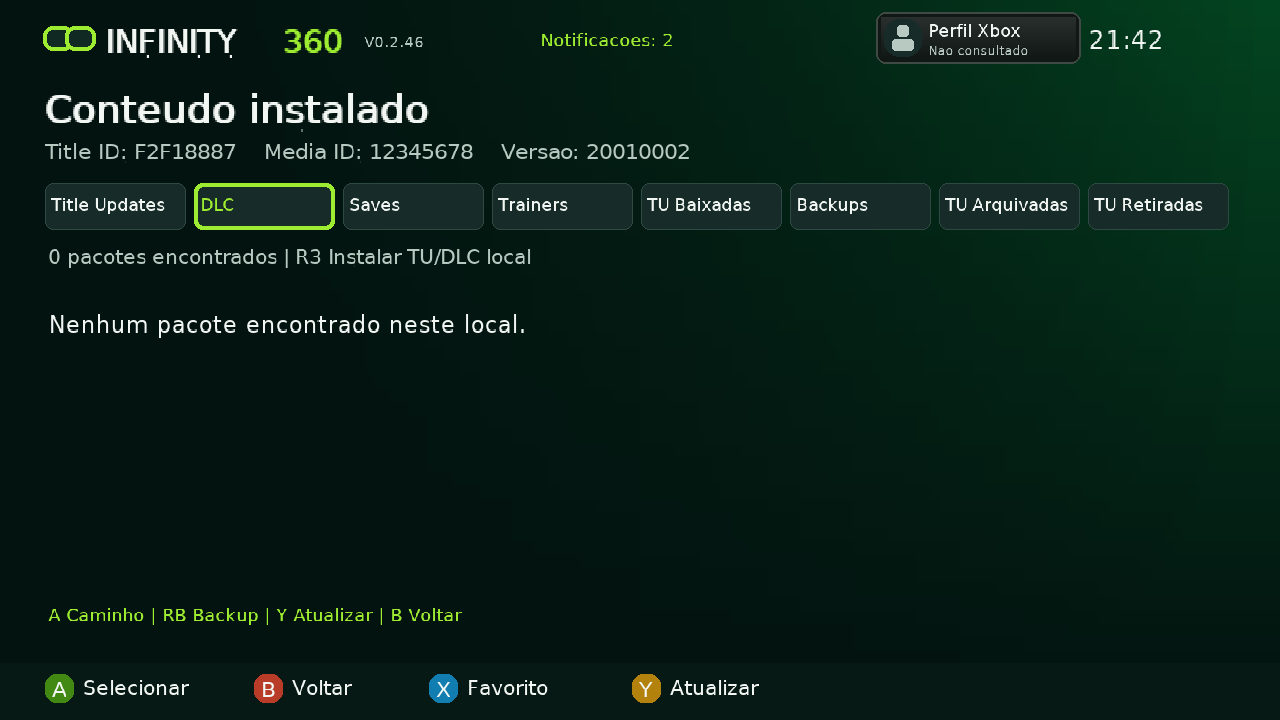 INFINITY 360 V0.2.46 Notificacoes: 2 Perfil Xbox 21:42
Nao consultado
Conteudo instalado
Title ID: F2F18887 Media ID: 12345678 Versao: 20010002
Title Updates DLC Saves Trainers TU Baixadas Backups TU Arquivadas TU Retiradas
0 pacotes encontrados | R3 Instalar TU/DLC local
Nenhum pacote encontrado neste local.
A Caminho | RB Backup | Y Atualizar | B Voltar
A Selecionar B Voltar X Favorito Y Atualizar